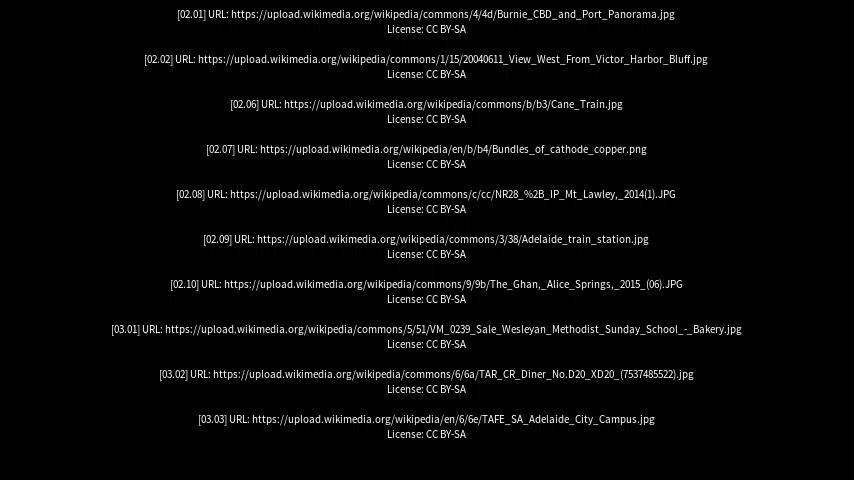 [02.01] URL: https://upload.wikimedia.org/wikipedia/commons/4/4d/Burnie_CBD_and_Port_Panorama.jpg
License: CC BY-SA
[02.02] URL: https://upload.wikimedia.org/wikipedia/commons/1/15/20040611_View_West_From_Victor_Harbor_Bluff.jpg
License: CC BY-SA
[02.06] URL: https://upload.wikimedia.org/wikipedia/commons/b/b3/Cane_Train.jpg
License: CC BY-SA
[02.07] URL: https://upload.wikimedia.org/wikipedia/en/b/b4/Bundles_of_cathode_copper.png
License: CC BY-SA
[02.08] URL: https://upload.wikimedia.org/wikipedia/commons/c/cc/NR28_%2B_IP_Mt_Lawley,_2014(1).JPG
License: CC BY-SA
[02.09] URL: https://upload.wikimedia.org/wikipedia/commons/3/38/Adelaide_train_station.jpg
License: CC BY-SA
[02.10] URL: https://upload.wikimedia.org/wikipedia/commons/9/9b/The_Ghan,_Alice_Springs,_2015_(06).JPG
License: CC BY-SA
[03.01] URL: https://upload.wikimedia.org/wikipedia/commons/5/51/VM_0239_Sale_Wesleyan_Methodist_Sunday_School_-_Bakery.jpg
License: CC BY-SA
[03.02] URL: https://upload.wikimedia.org/wikipedia/commons/6/6a/TAR_CR_Diner_No.D20_XD20_(7537485522).jpg
License: CC BY-SA
[03.03] URL: https://upload.wikimedia.org/wikipedia/en/6/6e/TAFE_SA_Adelaide_City_Campus.jpg
License: CC BY-SA